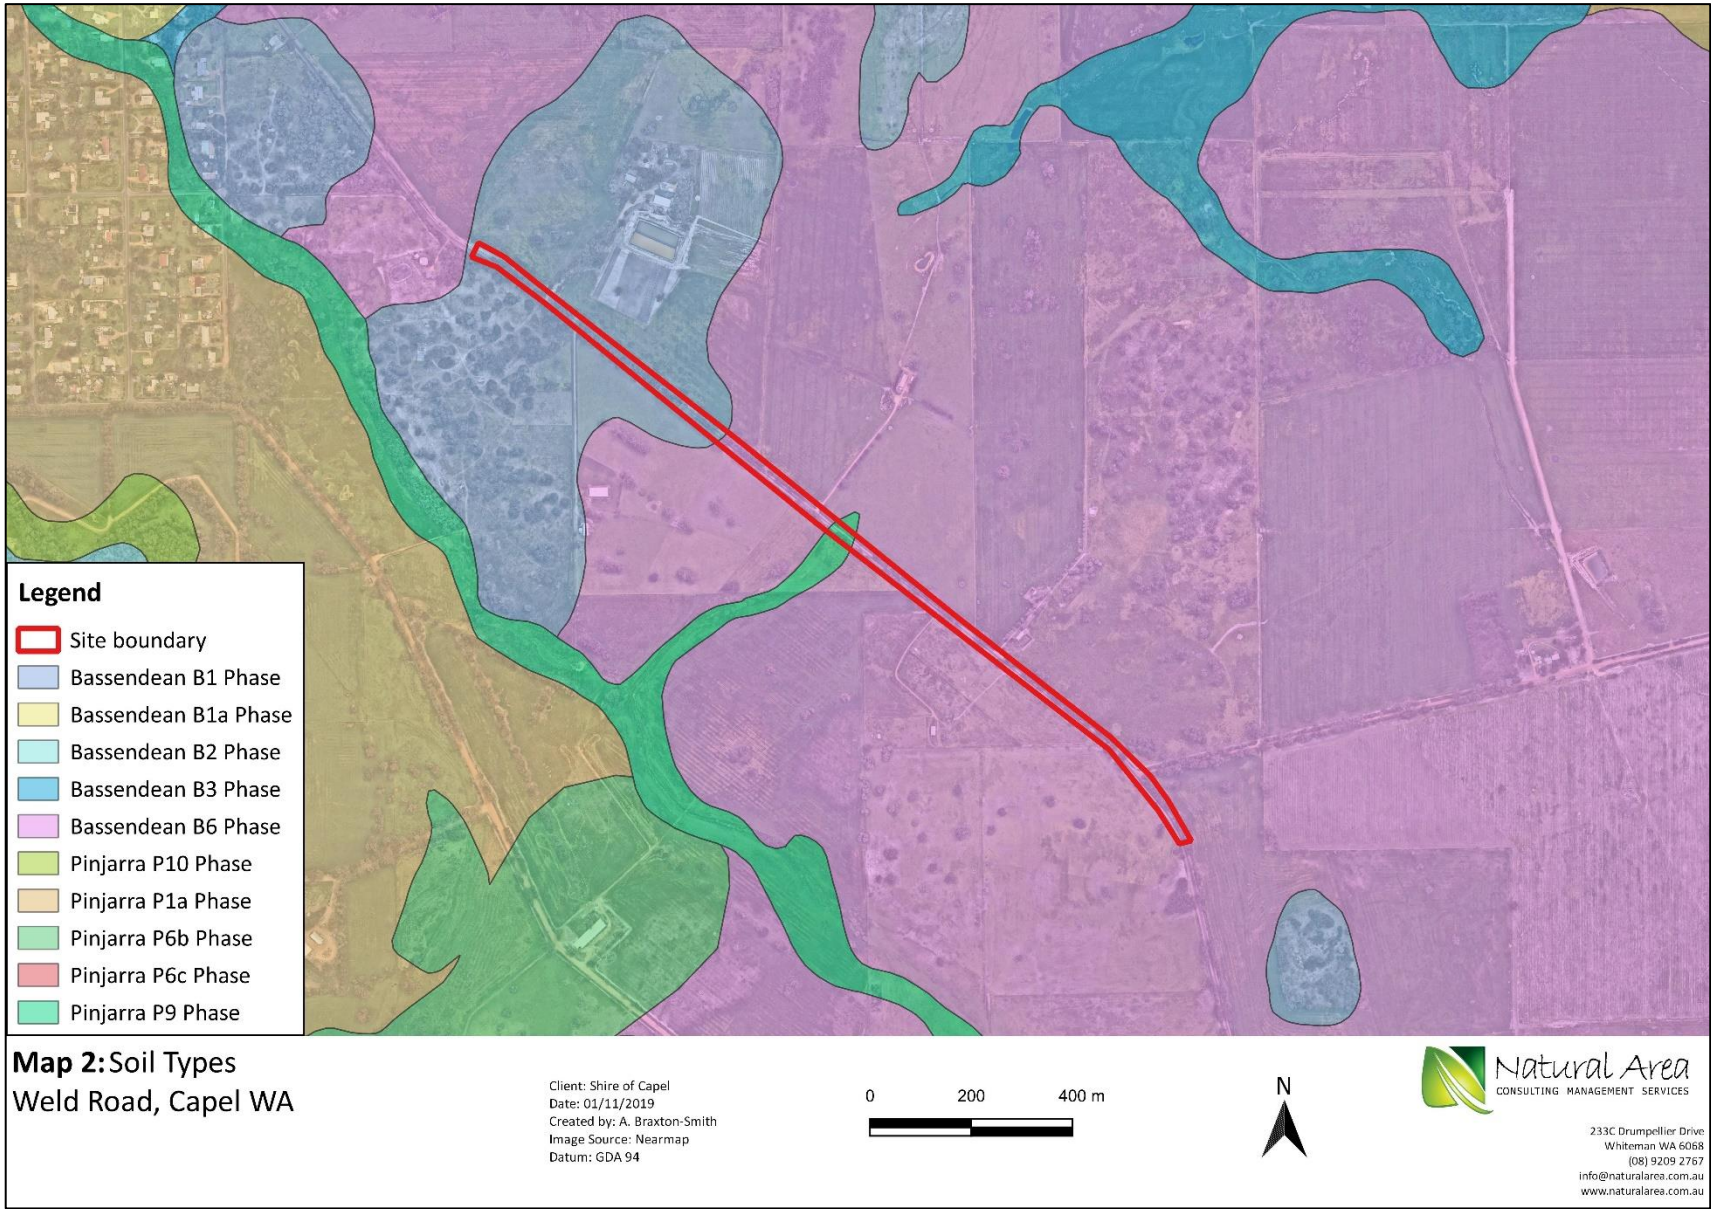 Legend
Site boundary
Bassendean B1 Phase
Bassendean B1a Phase
Bassendean B2 Phase
Bassendean B3 Phase
Bassendean B6 Phase
Pinjarra P10 Phase
Pinjarra P1a Phase
Pinjarra P6b Phase
Pinjarra P6c Phase
Pinjarra P9 Phase
Map 2: Soil Types
Weld Road, Capel WA
Client: Shire of Capel
Date: 01/11/2019
Created by: A. Braxton-Smith
Image Source: Nearmap
Datum: GDA 94
0 200 400 m
N
Natural Area
CONSULTING MANAGEMENT SERVICES
233C Drumpellier Drive
Whiteman WA 6068
(08) 9209 2767
info@naturalarea.com.au
www.naturalarea.com.au